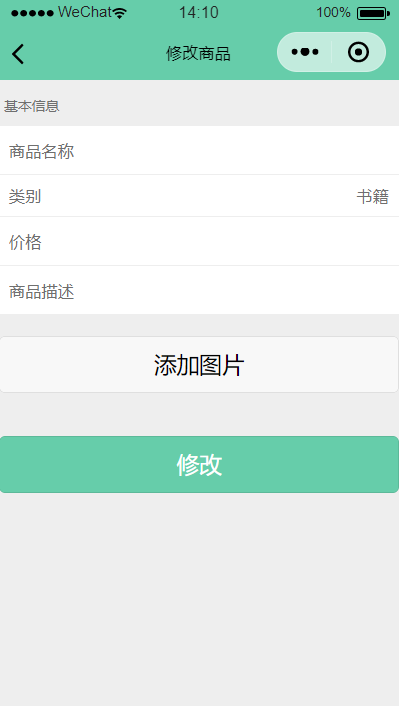 WeChat 14:10 100%
修改商品
基本信息
商品名称
类别 书籍
价格
商品描述
添加图片
修改